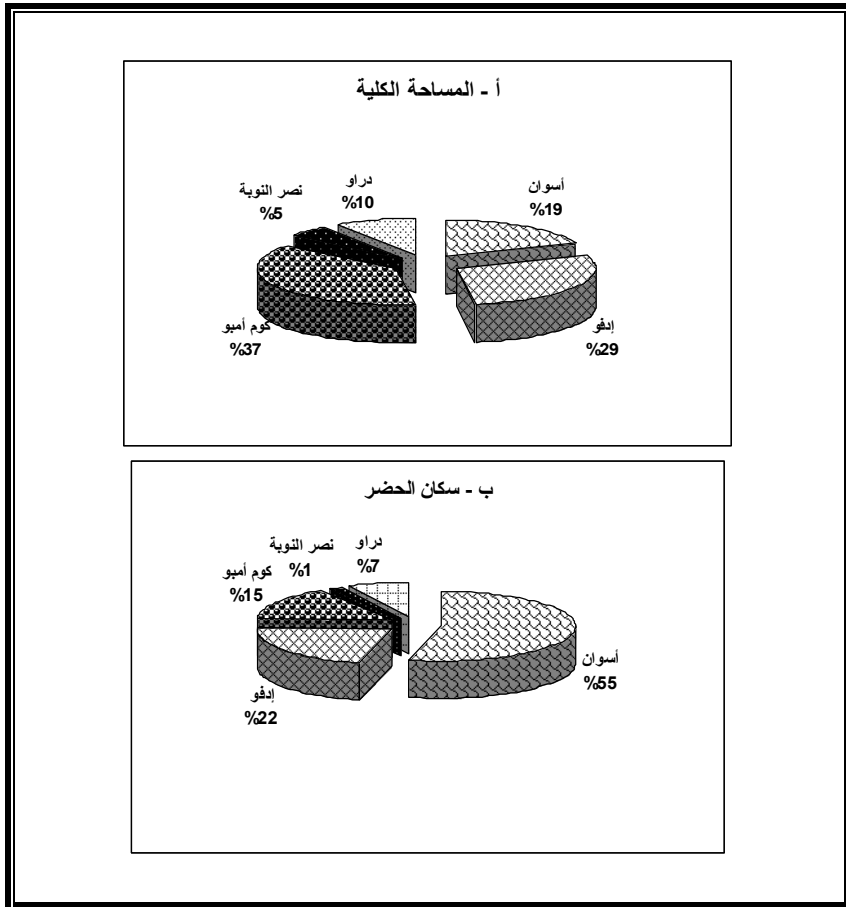 أ - المساحة الكلية
أسوان
%19
دراو
%10
نصر النوبة
%5
كوم أمبو
%37
إدفو
%29
ب - سكان الحضر
دراو
%7
نصر النوبة
%1
كوم أمبو
%15
أسوان
%55
إدفو
%22